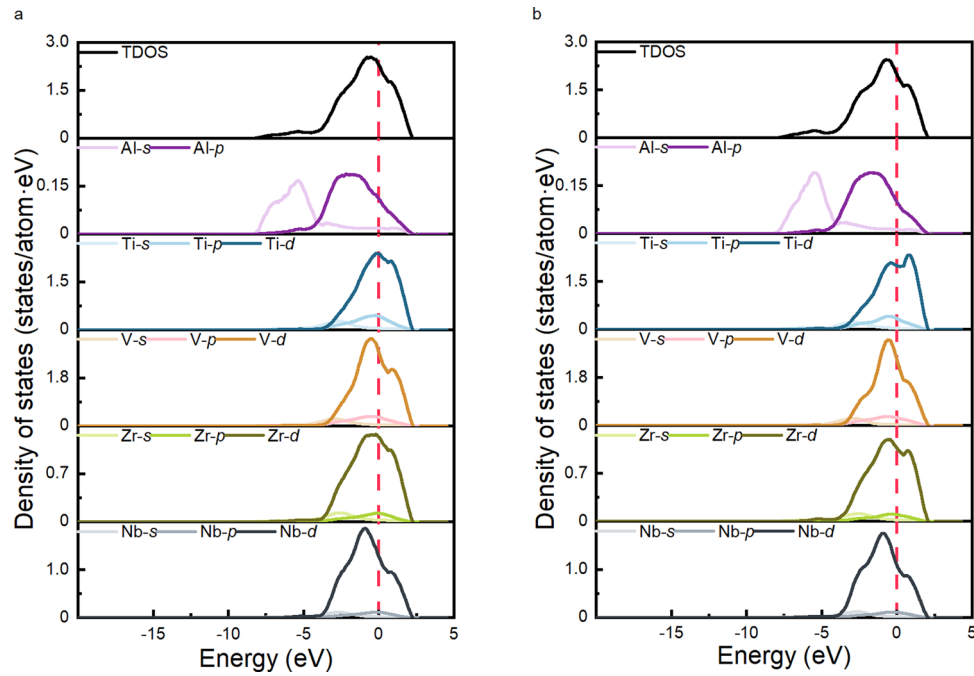 a
TDOS
3.0
1.5
0
Al-s Al-p
0.15
0
Ti-s Ti-p Ti-d
1.5
0
V-s V-p V-d
1.8
0
Zr-s Zr-p Zr-d
0.7
0
Nb-s Nb-p Nb-d
1.0
0
-15 -10 -5 0 5
Energy (eV)
Density of states (states/atom·eV)
b
TDOS
3.0
1.5
0
Al-s Al-p
0.15
0
Ti-s Ti-p Ti-d
1.5
0
V-s V-p V-d
1.8
0
Zr-s Zr-p Zr-d
0.7
0
Nb-s Nb-p Nb-d
1.0
0
-15 -10 -5 0 5
Energy (eV)
Density of states (states/atom·eV)